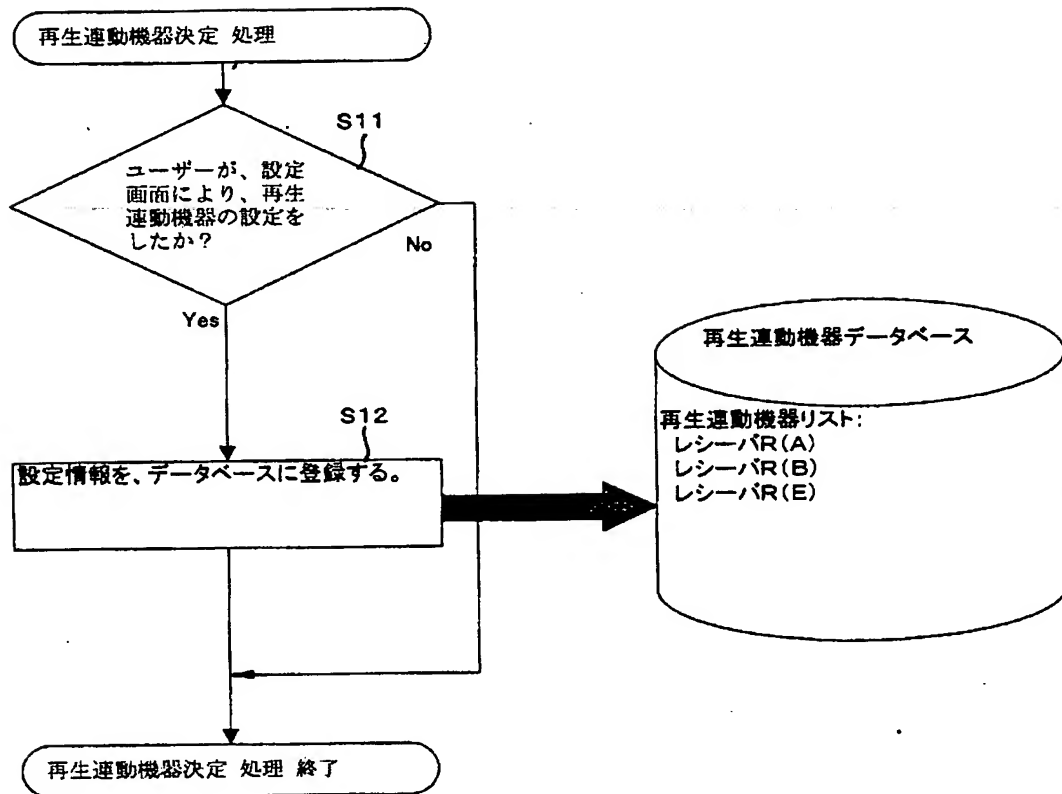 再生連動機器決定 処理
S11
ユーザーが、設定
画面により、再生
連動機器の設定を
したか?
No
Yes
S12
設定情報を、データベースに登録する。
再生連動機器データベース
再生連動機器リスト:
レシーバR(A)
レシーバR(B)
レシーバR(E)
再生連動機器決定 処理 終了